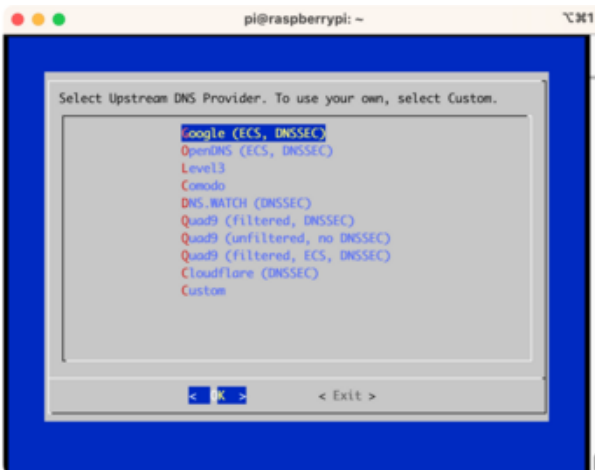 pi@raspberrypi: ~
⌥⌘1
Select Upstream DNS Provider. To use your own, select Custom.
Google (ECS, DNSSEC)
OpenDNS (ECS, DNSSEC)
Level3
Comodo
DNS.WATCH (DNSSEC)
Quad9 (filtered, DNSSEC)
Quad9 (unfiltered, no DNSSEC)
Quad9 (filtered, ECS, DNSSEC)
Cloudflare (DNSSEC)
Custom
< OK > < Exit >